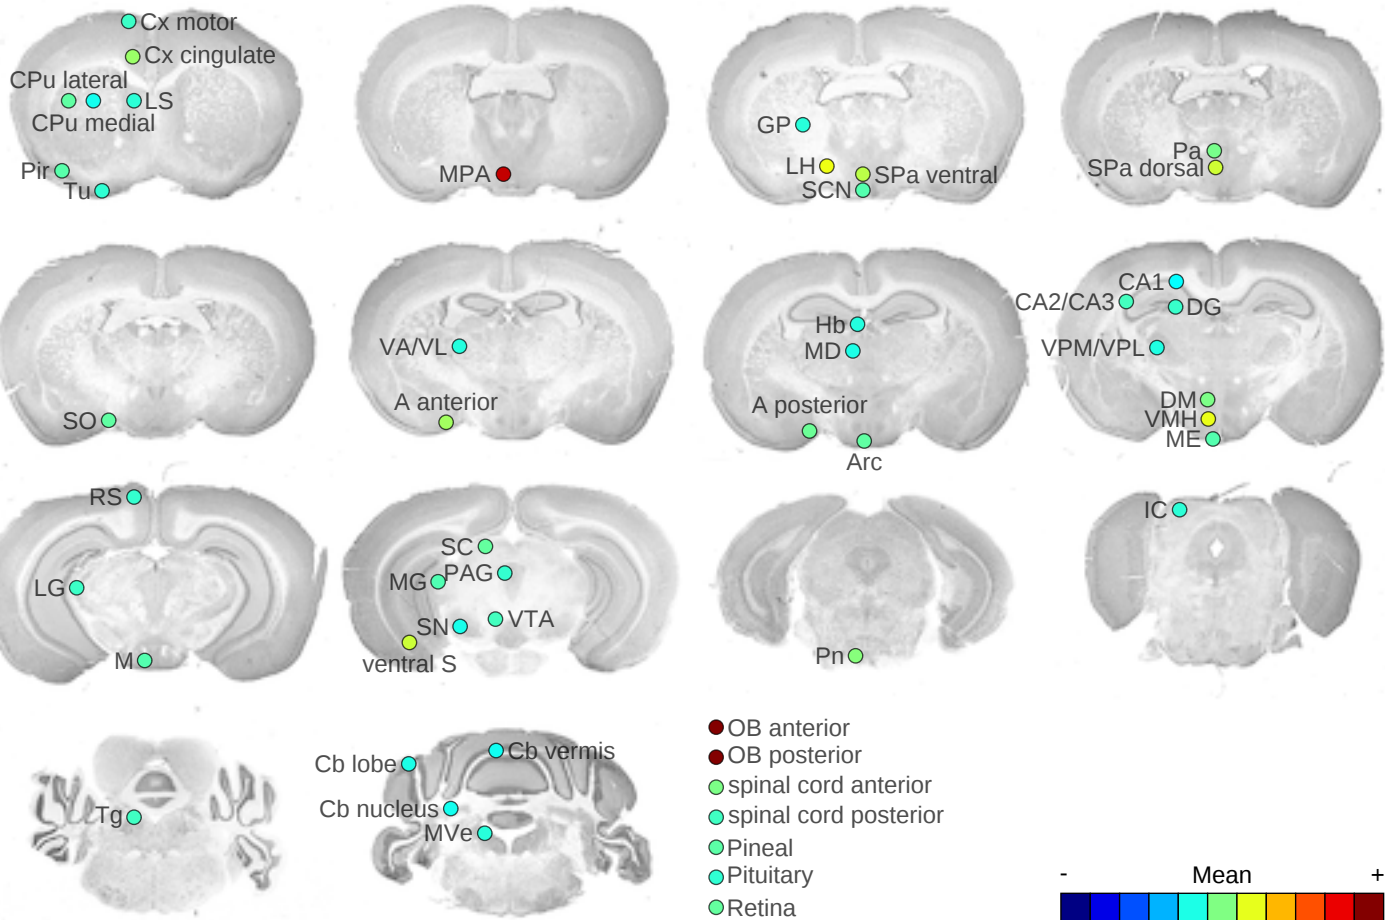 Cx motor
Cx cingulate
CPu lateral
LS
CPu medial
Pir
Tu
MPA
GP
LH
SPa ventral
SCN
Pa
SPa dorsal
SO
VA/VL
A anterior
Hb
MD
A posterior
Arc
CA1
CA2/CA3
DG
VPM/VPL
DM
VMH
ME
RS
LG
M
SC
MG
PAG
SN
VTA
ventral S
Pn
IC
Tg
Cb lobe
Cb vermis
Cb nucleus
MVe
OB anterior
OB posterior
spinal cord anterior
spinal cord posterior
Pineal
Pituitary
Retina
- Mean +